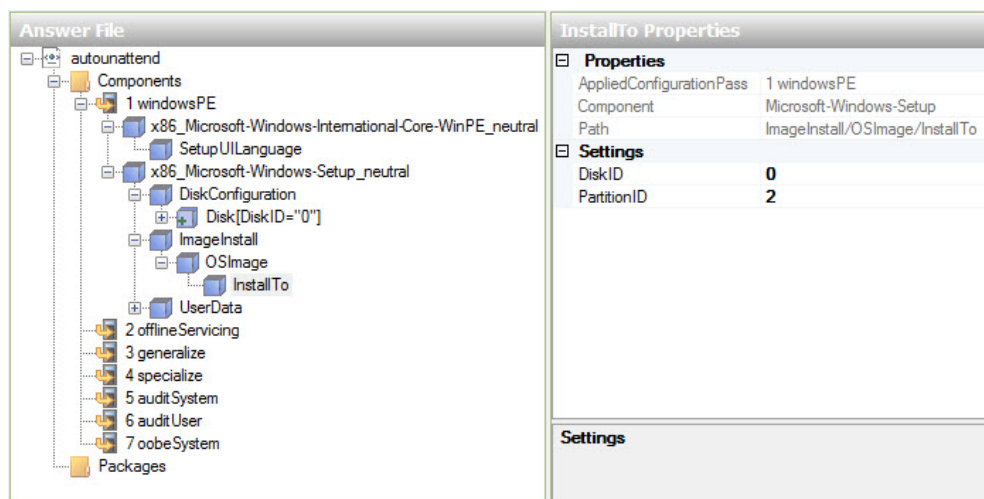 Answer File
autounattend
Components
1 windowsPE
x86_Microsoft-Windows-International-Core-WinPE_neutral
SetupUILanguage
x86_Microsoft-Windows-Setup_neutral
DiskConfiguration
Disk[DiskID="0"]
ImageInstall
OSImage
InstallTo
UserData
2 offlineServicing
3 generalize
4 specialize
5 auditSystem
6 auditUser
7 oobeSystem
Packages
InstallTo Properties
Properties
AppliedConfigurationPass 1 windowsPE
Component Microsoft-Windows-Setup
Path ImageInstall/OSImage/InstallTo
Settings
DiskID 0
PartitionID 2
Settings